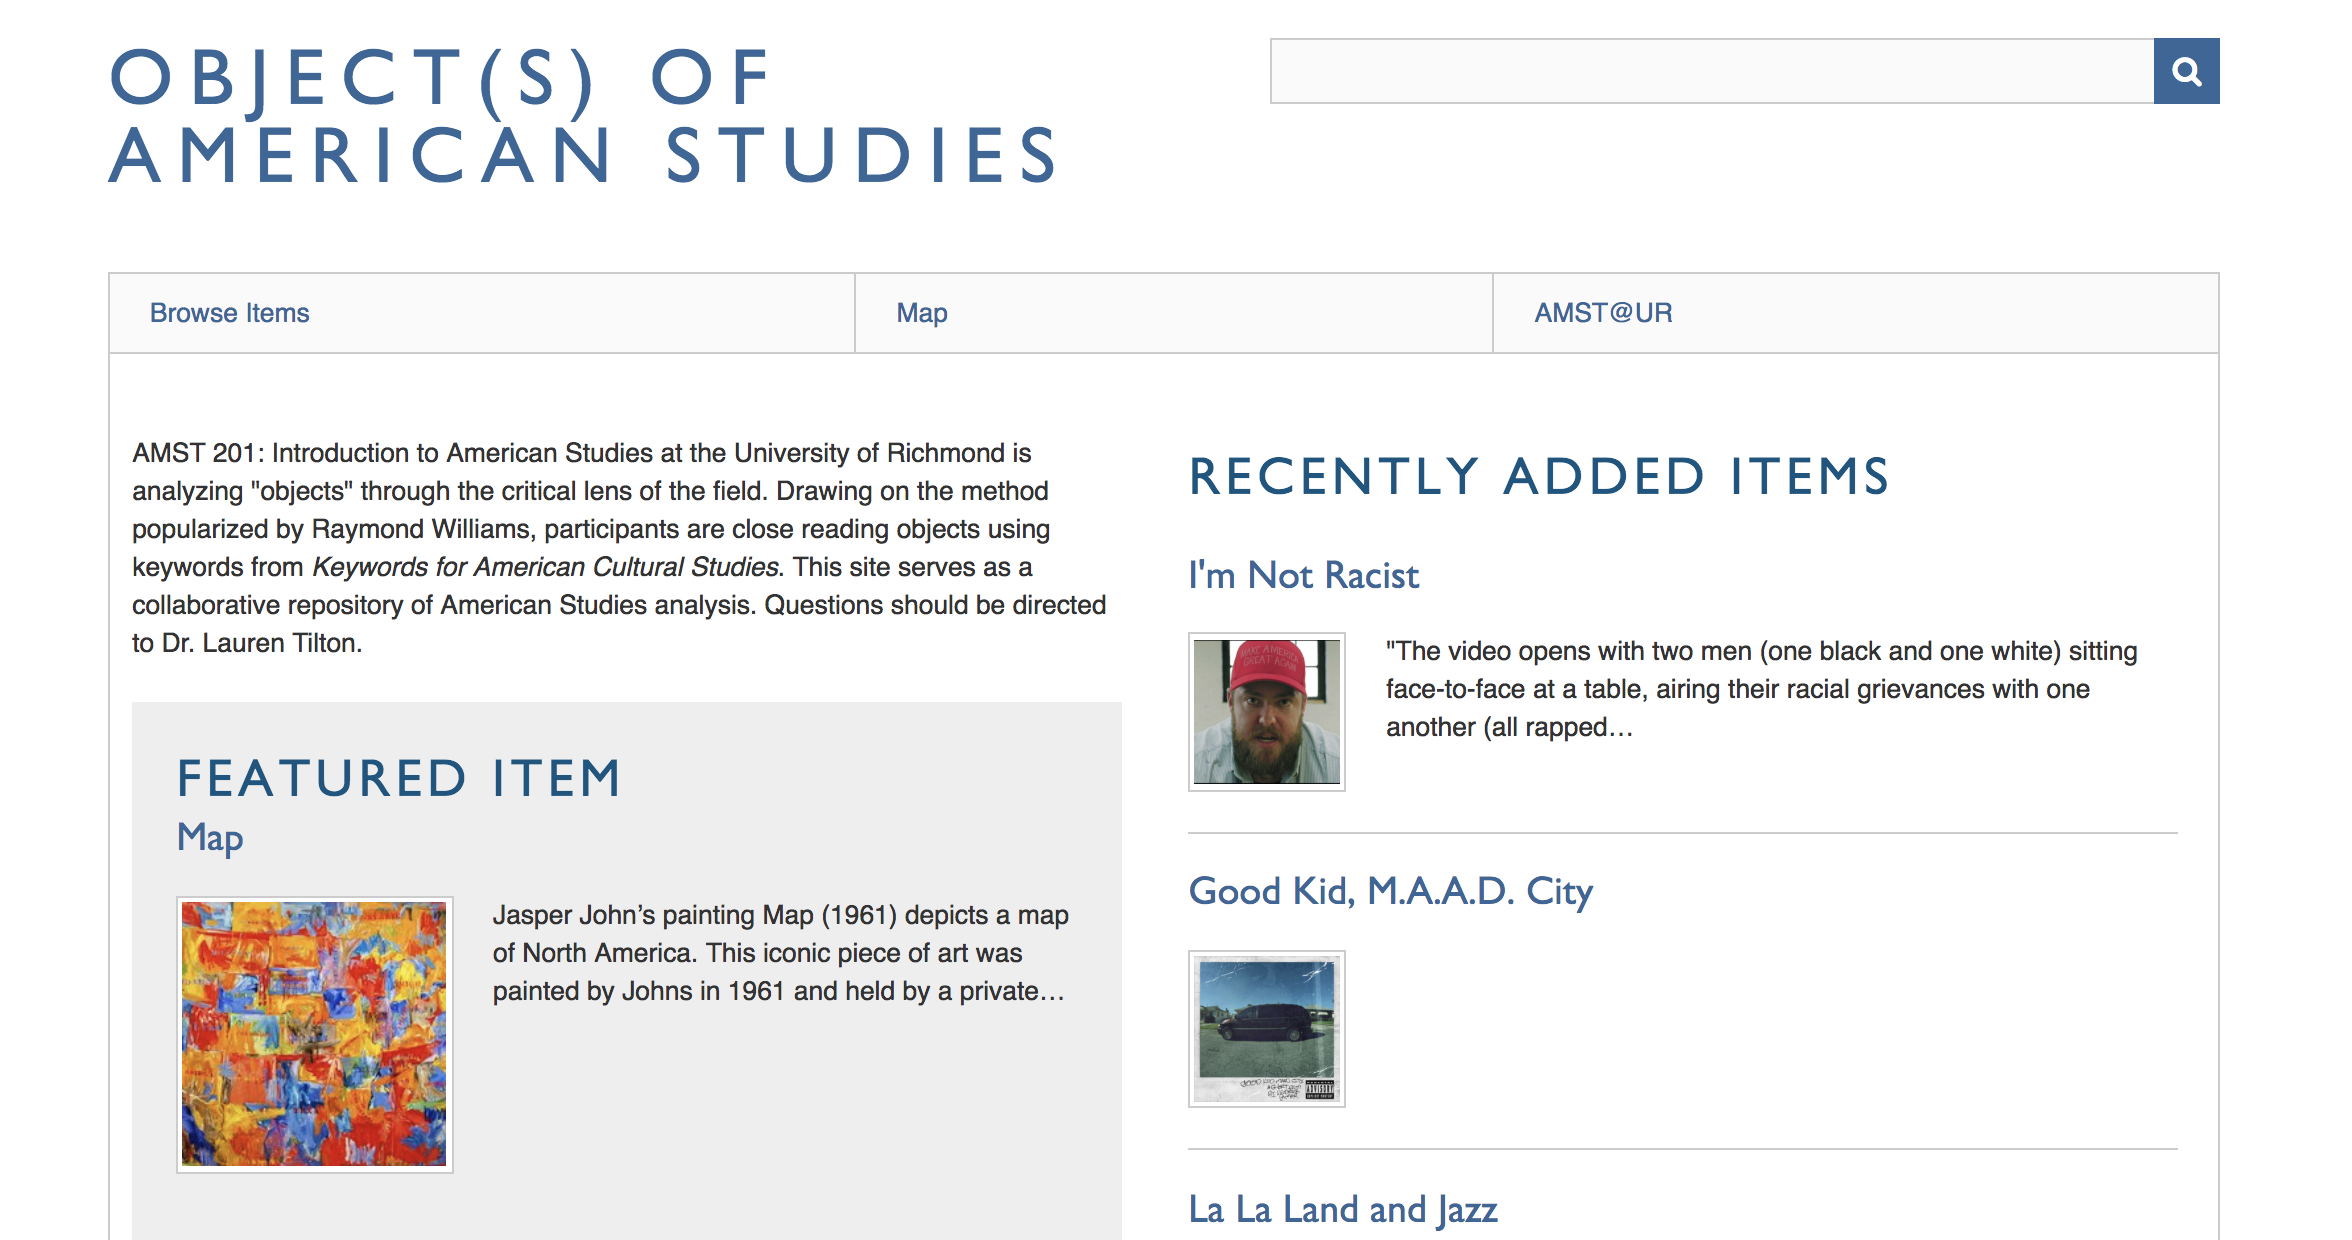 OBJECT(S) OF
AMERICAN STUDIES
Browse Items
Map
AMST@UR
AMST 201: Introduction to American Studies at the University of Richmond is
analyzing "objects" through the critical lens of the field. Drawing on the method
popularized by Raymond Williams, participants are close reading objects using
keywords from Keywords for American Cultural Studies. This site serves as a
collaborative repository of American Studies analysis. Questions should be directed
to Dr. Lauren Tilton.
FEATURED ITEM
Map
Jasper John’s painting Map (1961) depicts a map
of North America. This iconic piece of art was
painted by Johns in 1961 and held by a private…
RECENTLY ADDED ITEMS
I'm Not Racist
MAKE AMERICA
GREAT AGAIN
"The video opens with two men (one black and one white) sitting
face-to-face at a table, airing their racial grievances with one
another (all rapped…
Good Kid, M.A.A.D. City
ADVISORY
La La Land and Jazz